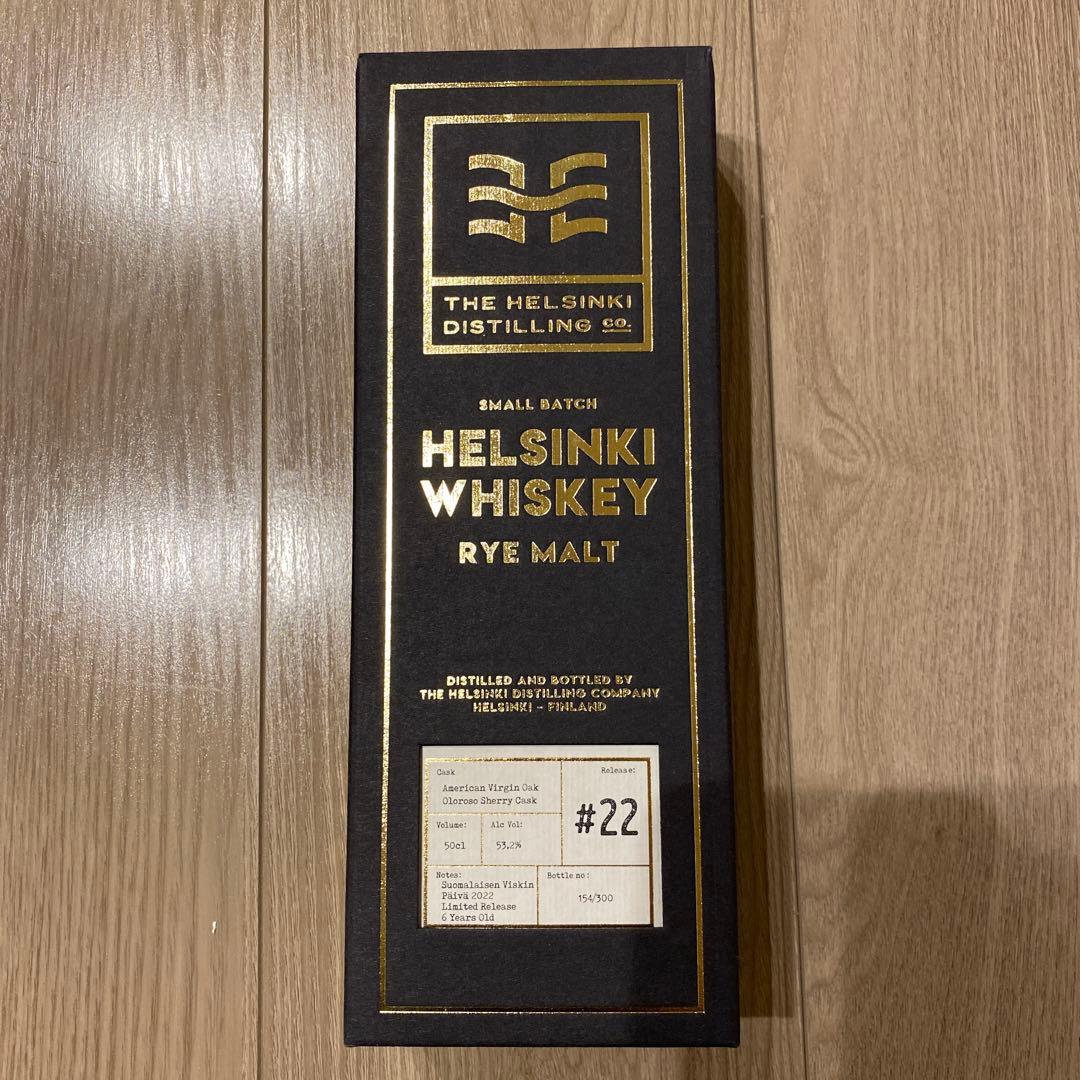 THE HELSINKI
DISTILLING CO.
SMALL BATCH
HELSINKI
WHISKEY
RYE MALT
DISTILLED AND BOTTLED BY
THE HELSINKI DISTILLING COMPANY
HELSINKI – FINLAND
Cask
American Virgin Oak
Oloroso Sherry Cask
Release:
#22
Volume:
50cl
Alc Vol:
53,2%
Notes:
Suomalaisen Viskin
Päivä 2022
Limited Release
6 Years Old
Bottle no:
154/300